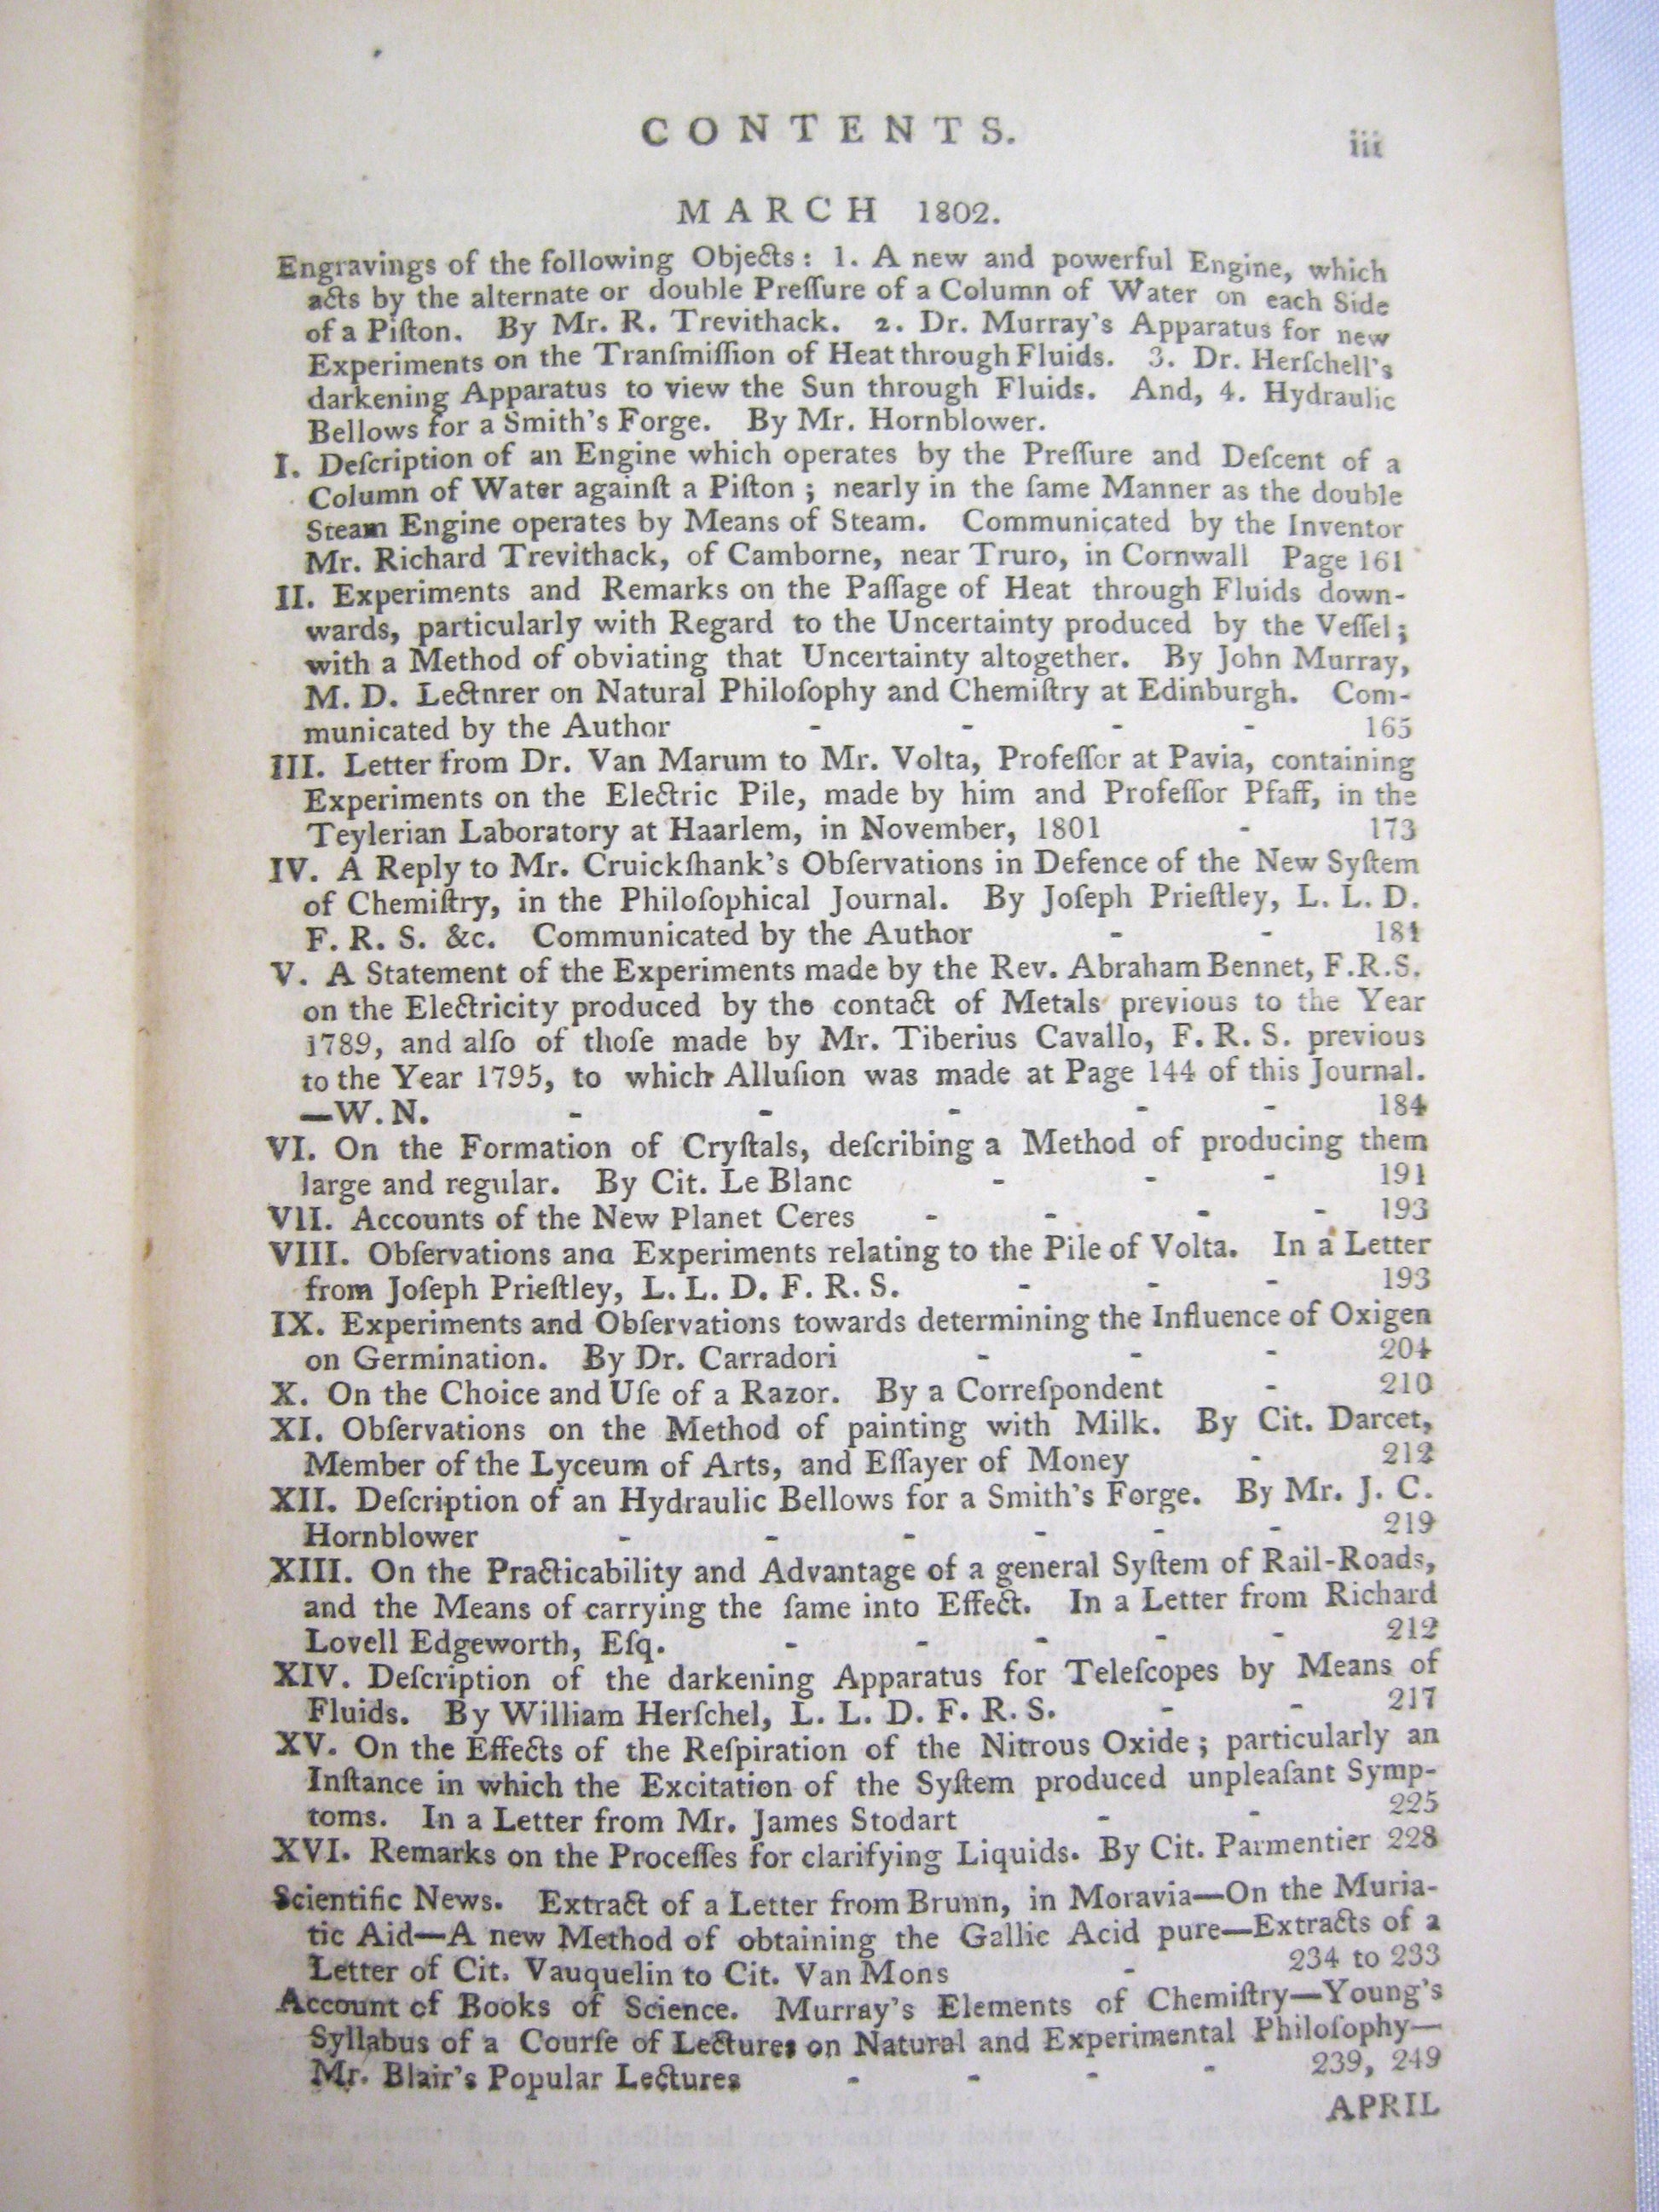 CONTENTS. iii
MARCH 1802.
Engravings of the following Objects: 1. A new and powerful Engine, which
acts by the alternate or double Preſſure of a Column of Water on each Side
of a Piſton. By Mr. R. Trevithack. 2. Dr. Murray's Apparatus for new
Experiments on the Tranſmiſſion of Heat through Fluids. 3. Dr. Herſchell's
darkening Apparatus to view the Sun through Fluids. And, 4. Hydraulic
Bellows for a Smith's Forge. By Mr. Hornblower.
I. Deſcription of an Engine which operates by the Preſſure and Deſcent of a
Column of Water againſt a Piſton; nearly in the ſame Manner as the double
Steam Engine operates by Means of Steam. Communicated by the Inventor
Mr. Richard Trevithack, of Camborne, near Truro, in Cornwall Page 161
II. Experiments and Remarks on the Paſſage of Heat through Fluids down-
wards, particularly with Regard to the Uncertainty produced by the Veſſel;
with a Method of obviating that Uncertainty altogether. By John Murray,
M. D. Lectnrer on Natural Philoſophy and Chemiſtry at Edinburgh. Com-
municated by the Author - - - - 165
III. Letter from Dr. Van Marum to Mr. Volta, Profeſſor at Pavia, containing
Experiments on the Electric Pile, made by him and Profeſſor Pfaff, in the
Teylerian Laboratory at Haarlem, in November, 1801 - 173
IV. A Reply to Mr. Cruickſhank's Obſervations in Defence of the New Syſtem
of Chemiſtry, in the Philoſophical Journal. By Joſeph Prieſtley, L. L. D.
F. R. S. &c. Communicated by the Author - - 181
V. A Statement of the Experiments made by the Rev. Abraham Bennet, F.R.S.
on the Electricity produced by the contact of Metals previous to the Year
1789, and alſo of thoſe made by Mr. Tiberius Cavallo, F. R. S. previous
to the Year 1795, to which Alluſion was made at Page 144 of this Journal.
—W. N. - - - - - 184
VI. On the Formation of Cryſtals, deſcribing a Method of producing them
large and regular. By Cit. Le Blanc - - - 191
VII. Accounts of the New Planet Ceres - - - - 193
VIII. Obſervations and Experiments relating to the Pile of Volta. In a Letter
from Joſeph Prieſtley, L. L. D. F. R. S. - - - 193
IX. Experiments and Obſervations towards determining the Influence of Oxigen
on Germination. By Dr. Carradori - - - 204
X. On the Choice and Uſe of a Razor. By a Correſpondent - 210
XI. Obſervations on the Method of painting with Milk. By Cit. Darcet,
Member of the Lyceum of Arts, and Eſſayer of Money - 212
XII. Deſcription of an Hydraulic Bellows for a Smith's Forge. By Mr. J. C.
Hornblower - - - - - - 219
XIII. On the Practicability and Advantage of a general Syſtem of Rail-Roads,
and the Means of carrying the ſame into Effect. In a Letter from Richard
Lovell Edgeworth, Eſq. - - - - - 212
XIV. Deſcription of the darkening Apparatus for Teleſcopes by Means of
Fluids. By William Herſchel, L. L. D. F. R. S. - - 217
XV. On the Effects of the Reſpiration of the Nitrous Oxide; particularly an
Inſtance in which the Excitation of the Syſtem produced unpleaſant Symp-
toms. In a Letter from Mr. James Stodart - - 225
XVI. Remarks on the Proceſſes for clarifying Liquids. By Cit. Parmentier 228
Scientific News. Extract of a Letter from Brunn, in Moravia—On the Muria-
tic Aid—A new Method of obtaining the Gallic Acid pure—Extracts of a
Letter of Cit. Vauquelin to Cit. Van Mons - 234 to 233
Account of Books of Science. Murray's Elements of Chemiſtry—Young's
Syllabus of a Courſe of Lectures on Natural and Experimental Philoſophy—
Mr. Blair's Popular Lectures - - - - 239, 249
APRIL